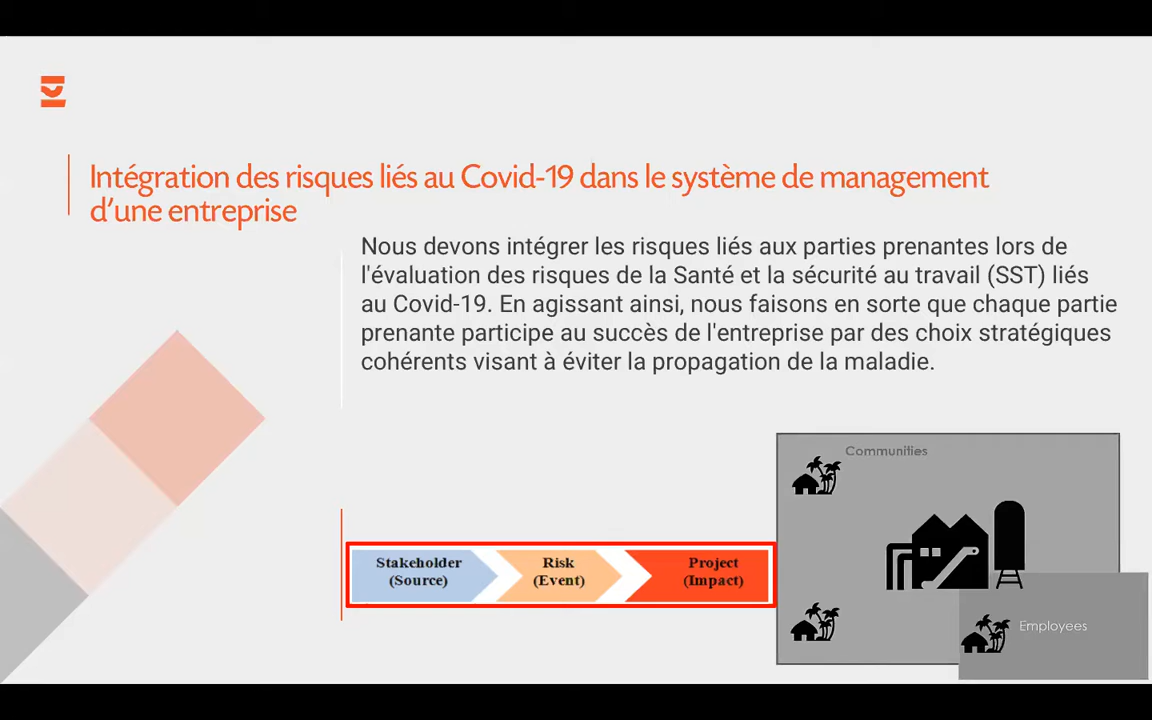 Intégration des risques liés au Covid-19 dans le système de management
d’une entreprise
Nous devons intégrer les risques liés aux parties prenantes lors de
l'évaluation des risques de la Santé et la sécurité au travail (SST) liés
au Covid-19. En agissant ainsi, nous faisons en sorte que chaque partie
prenante participe au succès de l'entreprise par des choix stratégiques
cohérents visant à éviter la propagation de la maladie.
Communities
Stakeholder
(Source)
Risk
(Event)
Project
(Impact)
Employees